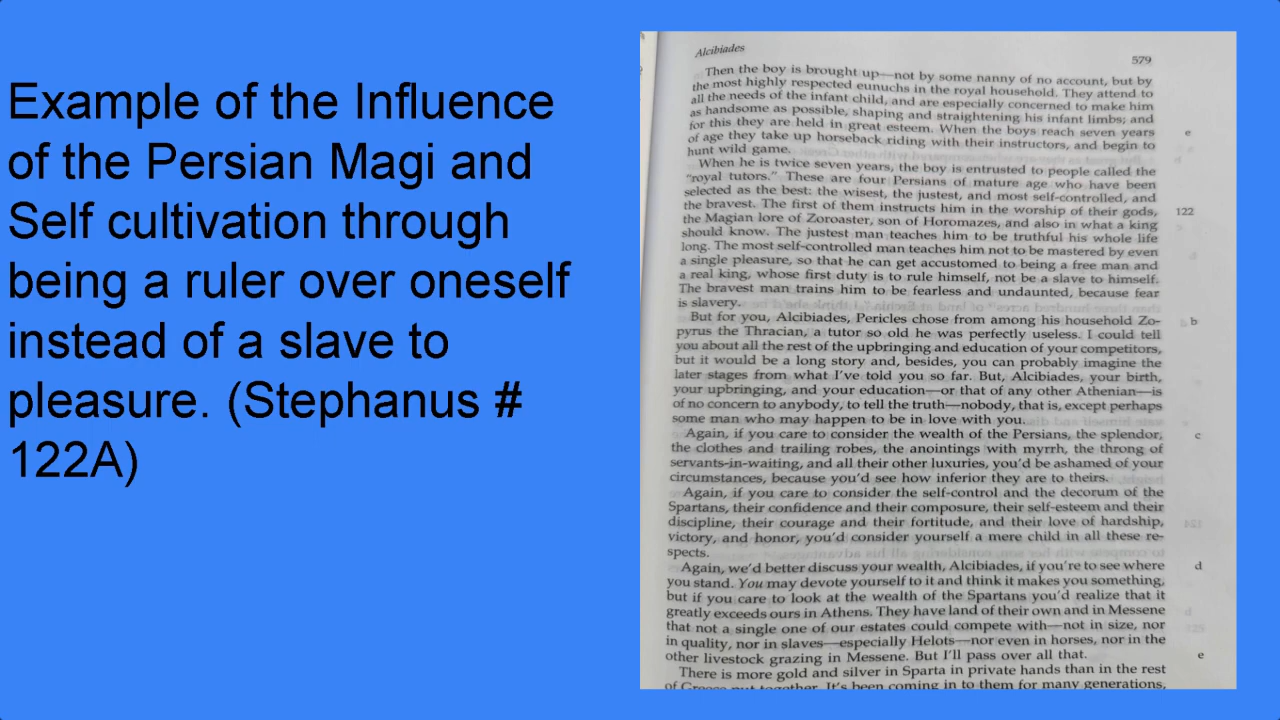 Example of the Influence
of the Persian Magi and
Self cultivation through
being a ruler over oneself
instead of a slave to
pleasure. (Stephanus #
122A)
Alcibiades
579
Then the boy is brought up—not by some nanny of no account, but by
the most highly respected eunuchs in the royal household. They attend to
all the needs of the infant child, and are especially concerned to make him
as handsome as possible, shaping and straightening his infant limbs; and
for this they are held in great esteem. When the boys reach seven years
e
of age they take up horseback riding with their instructors, and begin to
hunt wild game.
When he is twice seven years, the boy is entrusted to people called the
"royal tutors." These are four Persians of mature age who have been
selected as the best: the wisest, the justest, and most self-controlled, and
the bravest. The first of them instructs him in the worship of their gods,
122
the Magian lore of Zoroaster, son of Horomazes, and also in what a king
should know. The justest man teaches him to be truthful his whole life
long. The most self-controlled man teaches him not to be mastered by even
a single pleasure, so that he can get accustomed to being a free man and
a real king, whose first duty is to rule himself, not be a slave to himself.
The bravest man trains him to be fearless and undaunted, because fear
is slavery.
But for you, Alcibiades, Pericles chose from among his household Zo-
b
pyrus the Thracian, a tutor so old he was perfectly useless. I could tell
you about all the rest of the upbringing and education of your competitors,
but it would be a long story and, besides, you can probably imagine the
later stages from what I've told you so far. But, Alcibiades, your birth,
your upbringing, and your education—or that of any other Athenian—is
of no concern to anybody, to tell the truth—nobody, that is, except perhaps
some man who may happen to be in love with you.
Again, if you care to consider the wealth of the Persians, the splendor,
c
the clothes and trailing robes, the anointings with myrrh, the throng of
servants-in-waiting, and all their other luxuries, you'd be ashamed of your
circumstances, because you'd see how inferior they are to theirs.
Again, if you care to consider the self-control and the decorum of the
Spartans, their confidence and their composure, their self-esteem and their
discipline, their courage and their fortitude, and their love of hardship,
victory, and honor, you'd consider yourself a mere child in all these re-
spects.
Again, we'd better discuss your wealth, Alcibiades, if you're to see where
d
you stand. You may devote yourself to it and think it makes you something,
but if you care to look at the wealth of the Spartans you'd realize that it
greatly exceeds ours in Athens. They have land of their own and in Messene
that not a single one of our estates could compete with—not in size, nor
in quality, nor in slaves—especially Helots—nor even in horses, nor in the
other livestock grazing in Messene. But I'll pass over all that.
e
There is more gold and silver in Sparta in private hands than in the rest
of Greece put together. It's been coming in to them for many generations,